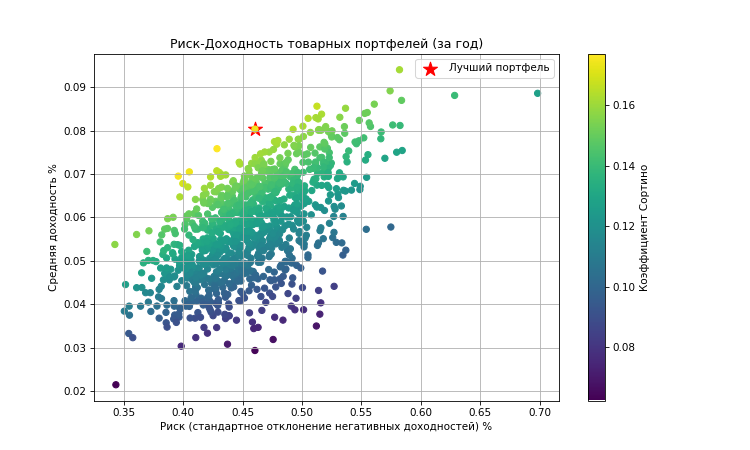 Риск-Доходность товарных портфелей (за год)
Лучший портфель
Средняя доходность %
0.09
0.08
0.07
0.06
0.05
0.04
0.03
0.02
0.35 0.40 0.45 0.50 0.55 0.60 0.65 0.70
Риск (стандартное отклонение негативных доходностей) %
0.16
0.14
0.12
0.10
0.08
Коэффициент Сортино